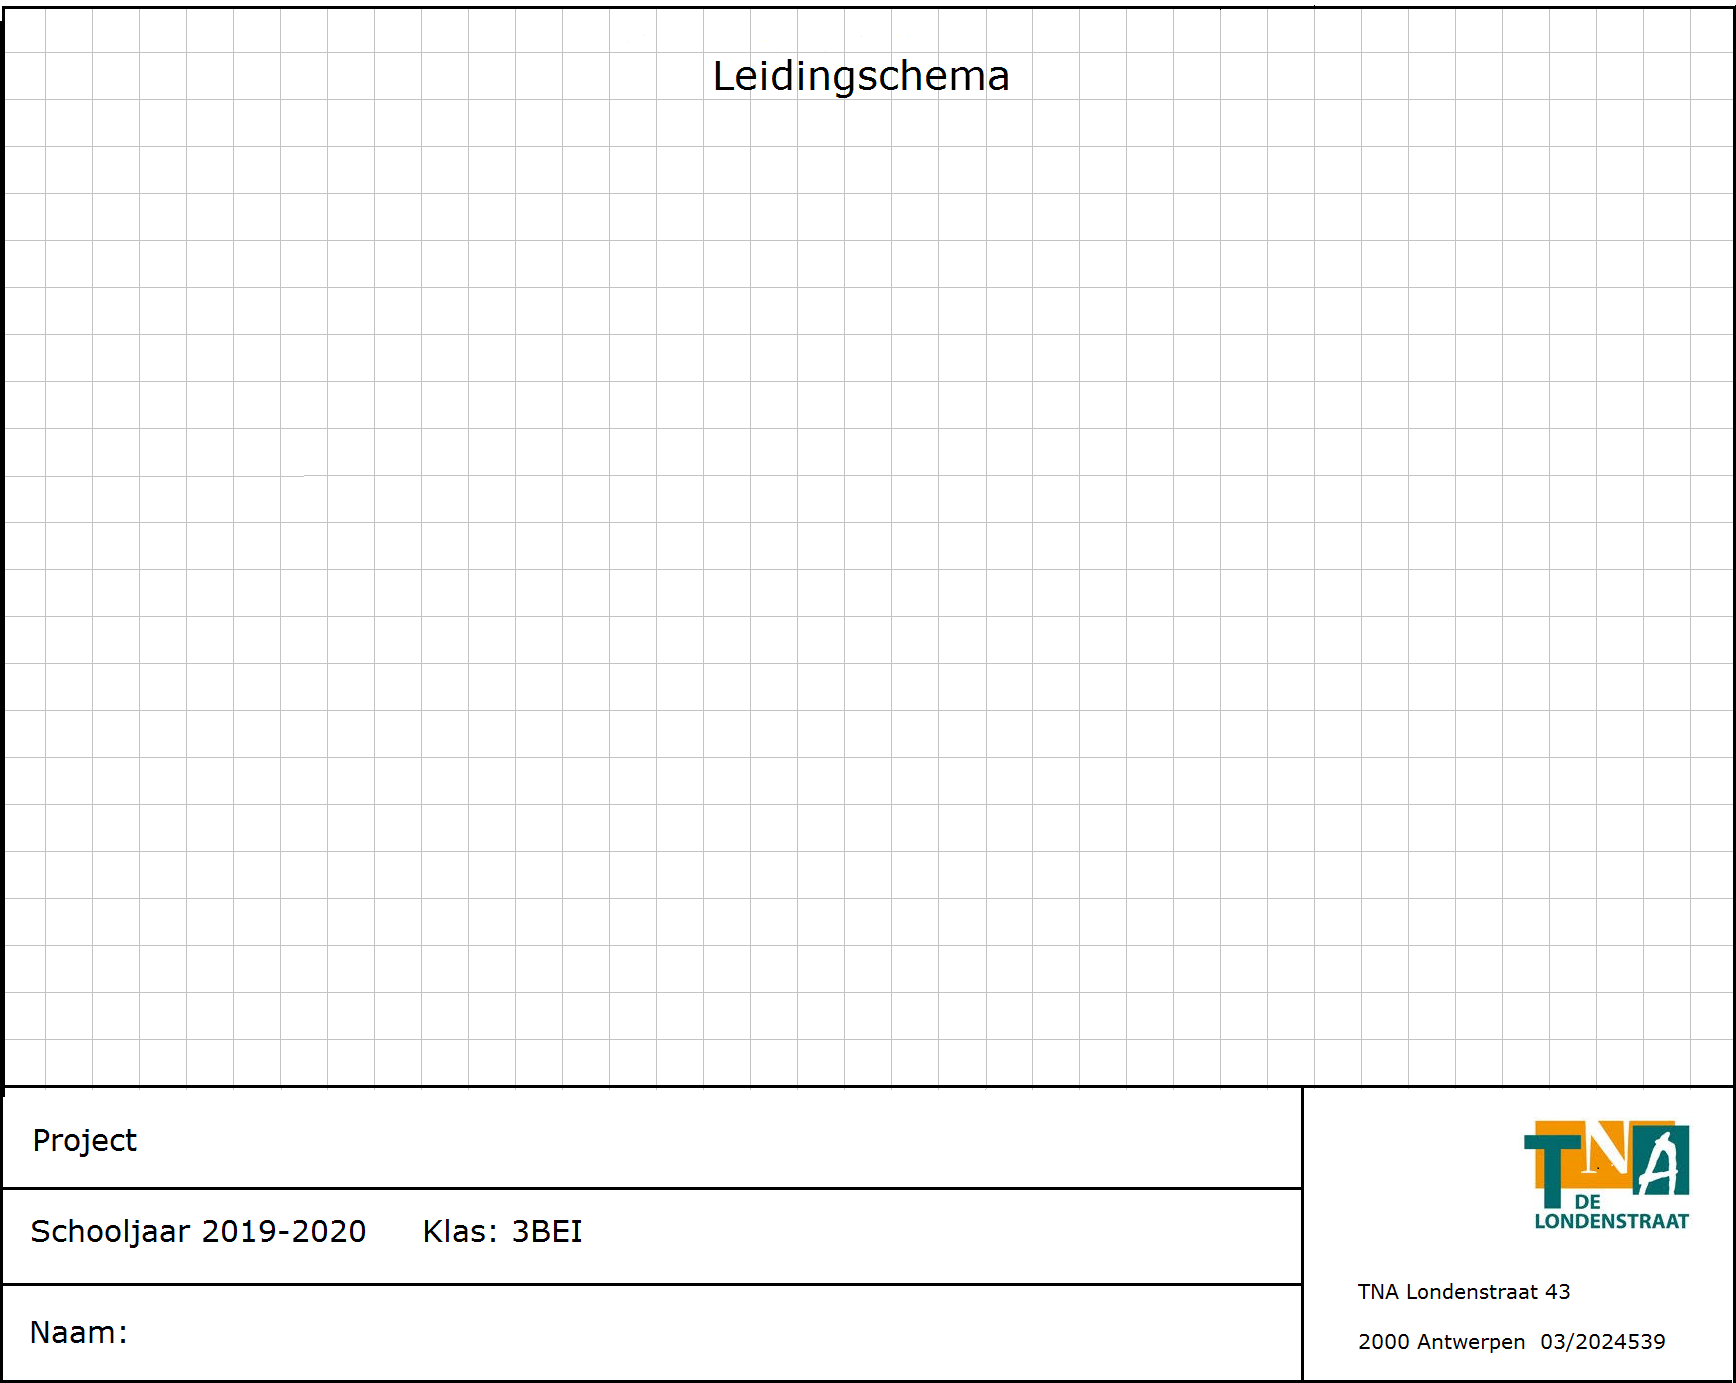 Leidingschema
Project
Schooljaar 2019-2020 Klas: 3BEI
Naam:
TNA
DE
LONDENSTRAAT
TNA Londenstraat 43
2000 Antwerpen 03/2024539